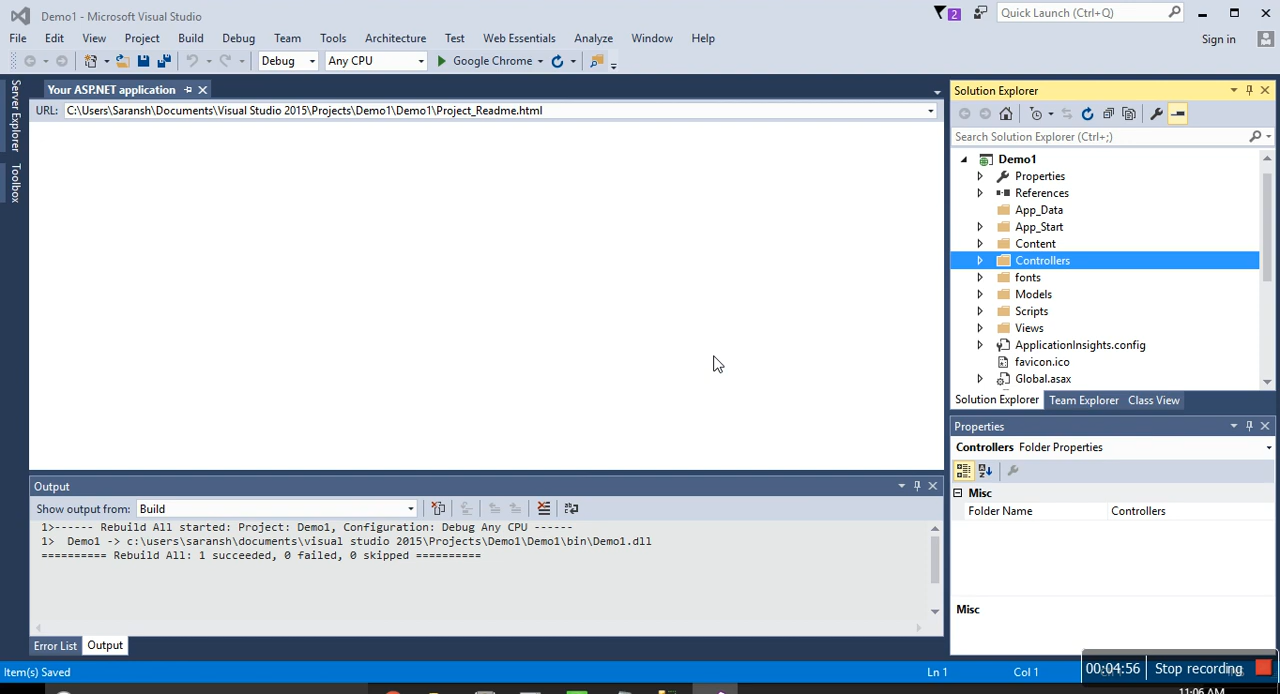 Demo1 - Microsoft Visual Studio
2
Quick Launch (Ctrl+Q)
File Edit View Project Build Debug Team Tools Architecture Test Web Essentials Analyze Window Help
Sign in
Debug Any CPU Google Chrome
Server Explorer
Toolbox
Your ASP.NET application
URL: C:\Users\Saransh\Documents\Visual Studio 2015\Projects\Demo1\Demo1\Project_Readme.html
Solution Explorer
Search Solution Explorer (Ctrl+;)
Demo1
Properties
References
App_Data
App_Start
Content
Controllers
fonts
Models
Scripts
Views
ApplicationInsights.config
favicon.ico
Global.asax
Solution Explorer Team Explorer Class View
Properties
Controllers Folder Properties
Misc
Folder Name Controllers
Misc
Output
Show output from: Build
1>------ Rebuild All started: Project: Demo1, Configuration: Debug Any CPU ------
1> Demo1 -> c:\users\saransh\documents\visual studio 2015\Projects\Demo1\Demo1\bin\Demo1.dll
========== Rebuild All: 1 succeeded, 0 failed, 0 skipped ==========
Error List Output
Item(s) Saved Ln 1 Col 1
00:04:56 Stop recording
11:06 AM